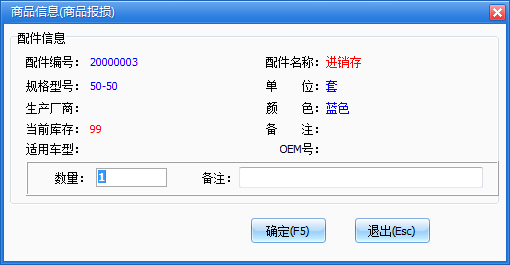 商品信息(商品报损)
配件信息
配件编号: 20000003 配件名称: 进销存
规格型号: 50-50 单 位: 套
生产厂商: 颜 色: 蓝色
当前库存: 99 备 注:
适用车型: OEM号:
数量: 1 备注:
确定(F5) 退出(Esc)